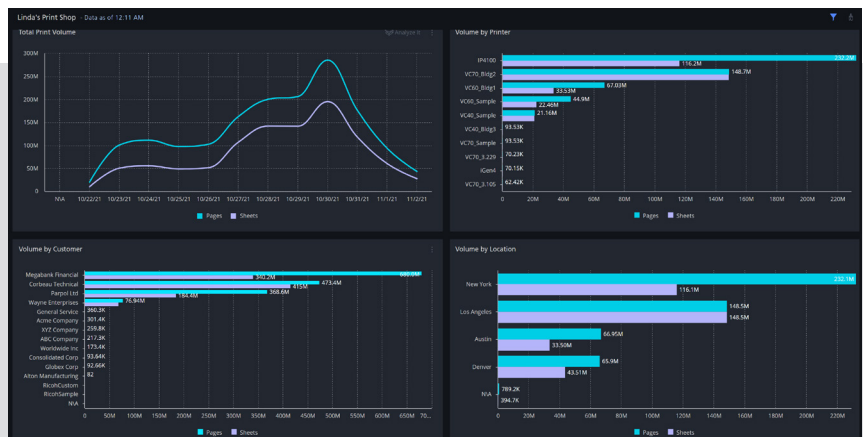 Linda's Print Shop › Data as of 12:11 AM
Total Print Volume
Analyze it
300M
250M
200M
150M
100M
50M
0
N\A 10/22/21 10/23/21 10/24/21 10/25/21 10/26/21 10/27/21 10/28/21 10/29/21 10/30/21 10/31/21 11/1/21 11/2/21
Pages Sheets
Volume by Printer
IP4100 232.2M
116.2M
VC70_Bldg2 148.7M
VC60_Bldg1 67.03M
33.53M
VC60_Sample 44.9M
22.46M
VC40_Sample 21.16M
VC40_Bldg3 93.53K
VC70_Sample 93.53K
VC70_3.229 70.23K
iGen4 70.15K
VC70_3.105 62.42K
0 20M 40M 60M 80M 100M 120M 140M 160M 180M 200M 220M
Pages Sheets
Volume by Customer
Megabank Financial
340.2M
Corbeau Technical 473.4M
415M
Parpol Ltd 368.6M
184.4M
Wayne Enterprises 76.94M
General Service 360.3K
Acme Company 301.4K
XYZ Company 259.8K
ABC Company 217.3K
Worldwide Inc 173.4K
Consolidated Corp 93.64K
Globex Corp 92.66K
Alton Manufacturing 82
RicohCustom
RicohSample
N\A
0 50M 100M 150M 200M 250M 300M 350M 400M 450M 500M 550M 600M 650M 70...
Pages Sheets
Volume by Location
New York 232.1M
116.1M
Los Angeles 148.5M
148.5M
Austin 66.95M
33.50M
Denver 65.9M
43.51M
N\A 789.2K
394.7K
0 20M 40M 60M 80M 100M 120M 140M 160M 180M 200M 220M
Pages Sheets